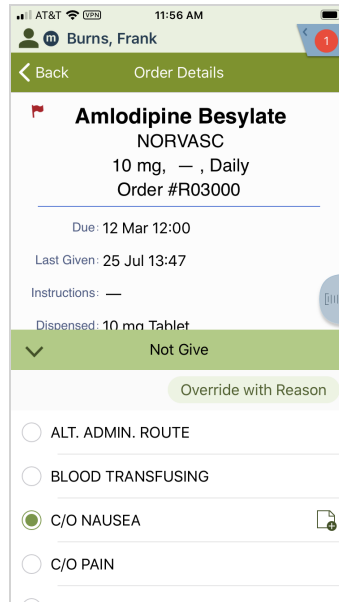 AT&T VPN 11:56 AM
M Burns, Frank 1
Back Order Details
Amlodipine Besylate
NORVASC
10 mg, — , Daily
Order #R03000
Due: 12 Mar 12:00
Last Given: 25 Jul 13:47
Instructions: —
Dispensed: 10 mg Tablet
Not Give
Override with Reason
ALT. ADMIN. ROUTE
BLOOD TRANSFUSING
C/O NAUSEA
C/O PAIN